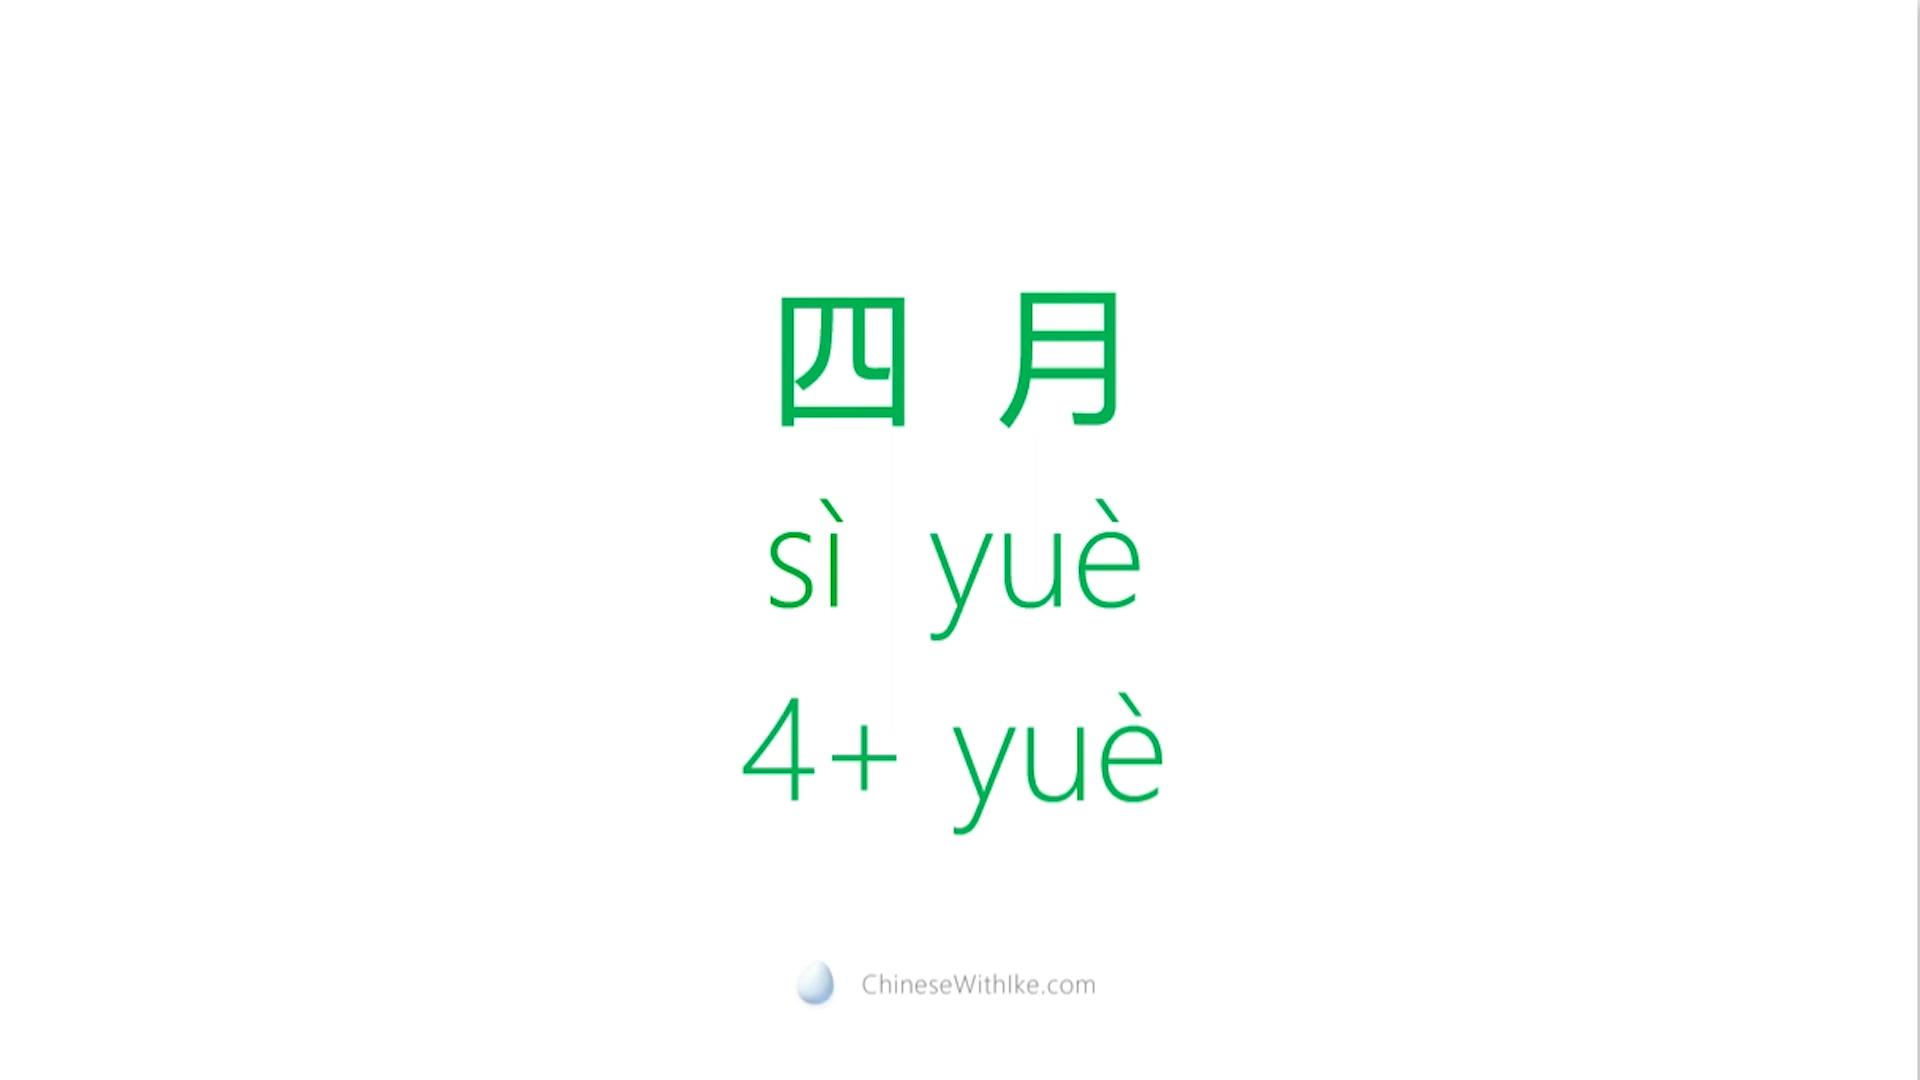 四 月
sì yuè
4+ yuè
ChineseWithIke.com